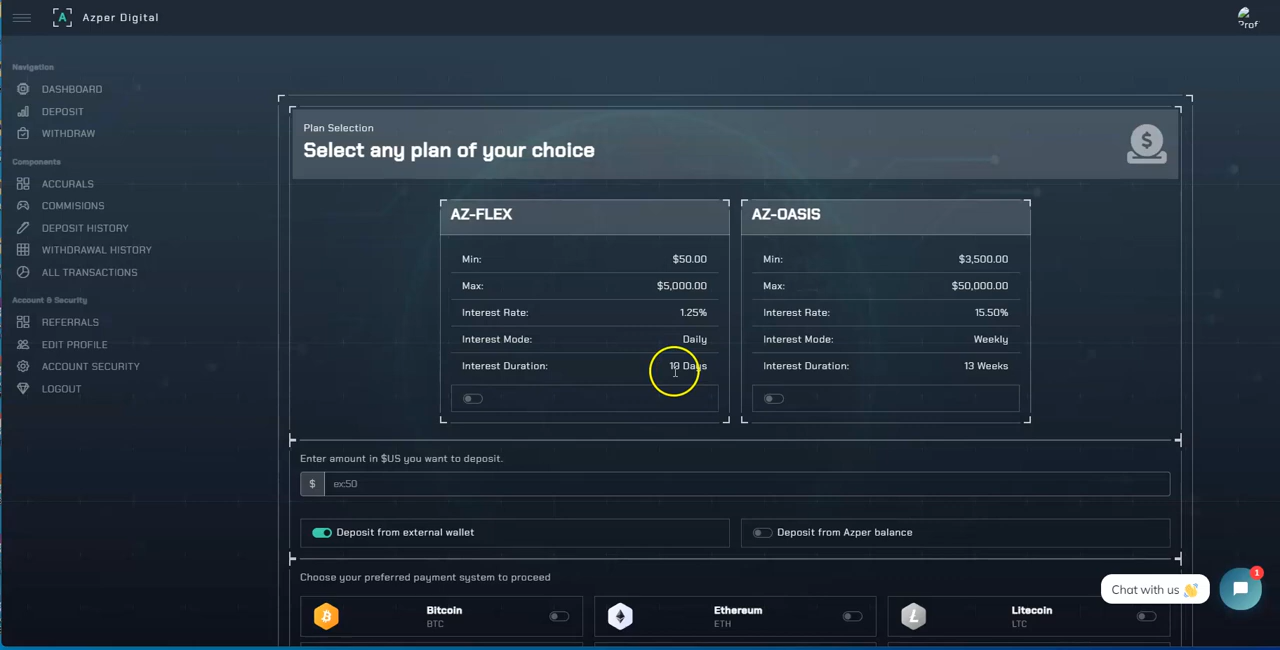 Azper Digital
Prof
Navigation
DASHBOARD
DEPOSIT
WITHDRAW
Components
ACCURALS
COMMISIONS
DEPOSIT HISTORY
WITHDRAWAL HISTORY
ALL TRANSACTIONS
Account & Security
REFERRALS
EDIT PROFILE
ACCOUNT SECURITY
LOGOUT
Plan Selection
Select any plan of your choice
AZ-FLEX
Min: $50.00
Max: $5,000.00
Interest Rate: 1.25%
Interest Mode: Daily
Interest Duration: Days
AZ-OASIS
Min: $3,500.00
Max: $50,000.00
Interest Rate: 15.50%
Interest Mode: Weekly
Interest Duration: 13 Weeks
Enter amount in $US you want to deposit.
$ ex:50
Deposit from external wallet
Deposit from Azper balance
Choose your preferred payment system to proceed
Bitcoin
BTC
Ethereum
ETH
Litecoin
LTC
Chat with us 👋
1